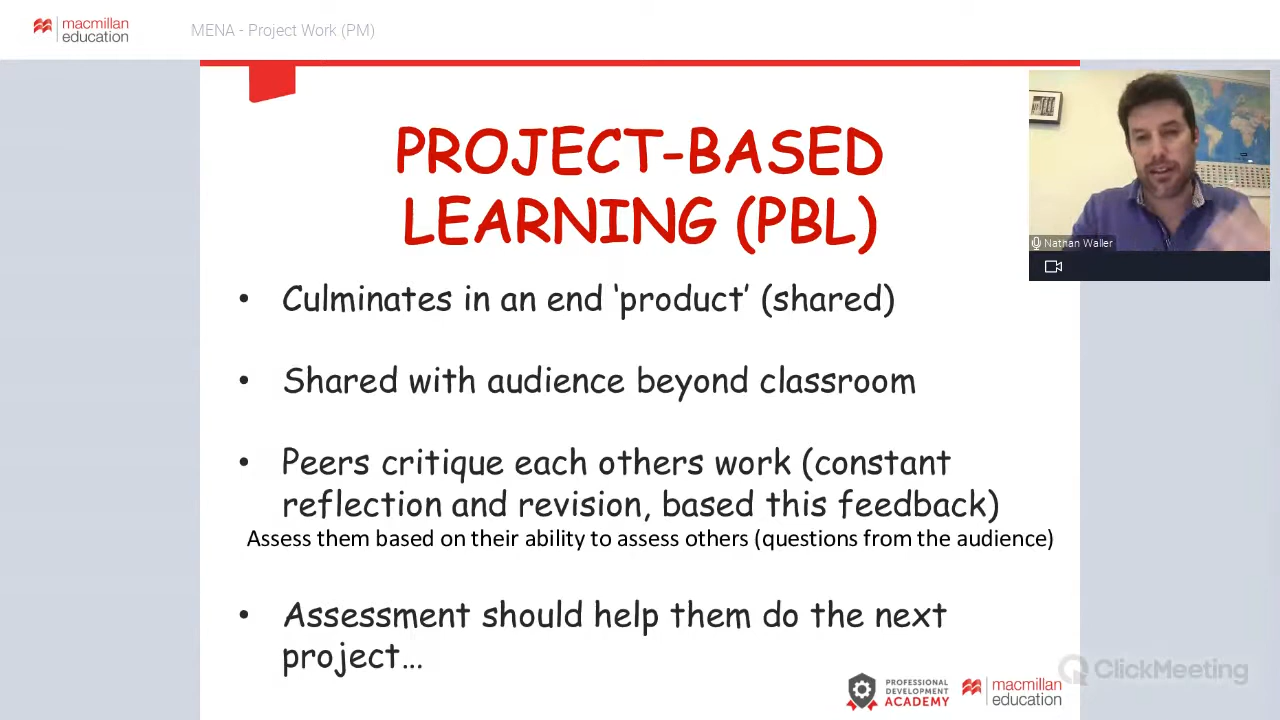 macmillan
education
MENA - Project Work (PM)
PROJECT-BASED
LEARNING (PBL)
Nathan Waller
• Culminates in an end ‘product’ (shared)
• Shared with audience beyond classroom
• Peers critique each others work (constant
reflection and revision, based this feedback)
Assess them based on their ability to assess others (questions from the audience)
• Assessment should help them do the next
project…
PROFESSIONAL
DEVELOPMENT
ACADEMY
macmillan
education
ClickMeeting